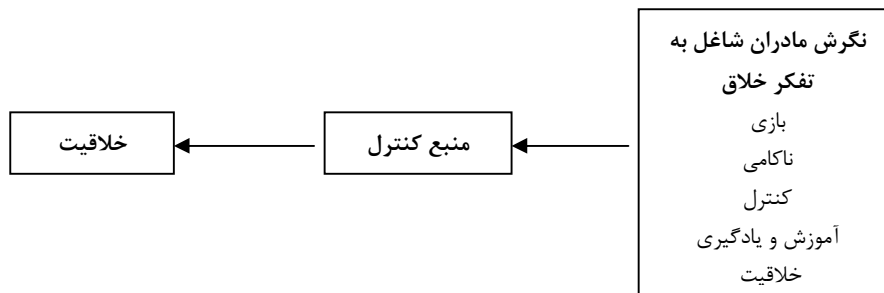 نگرش مادران شاغل به
تفکر خلاق
بازی
ناکامی
کنترل
آموزش و یادگیری
خلاقیت
منبع کنترل
خلاقیت